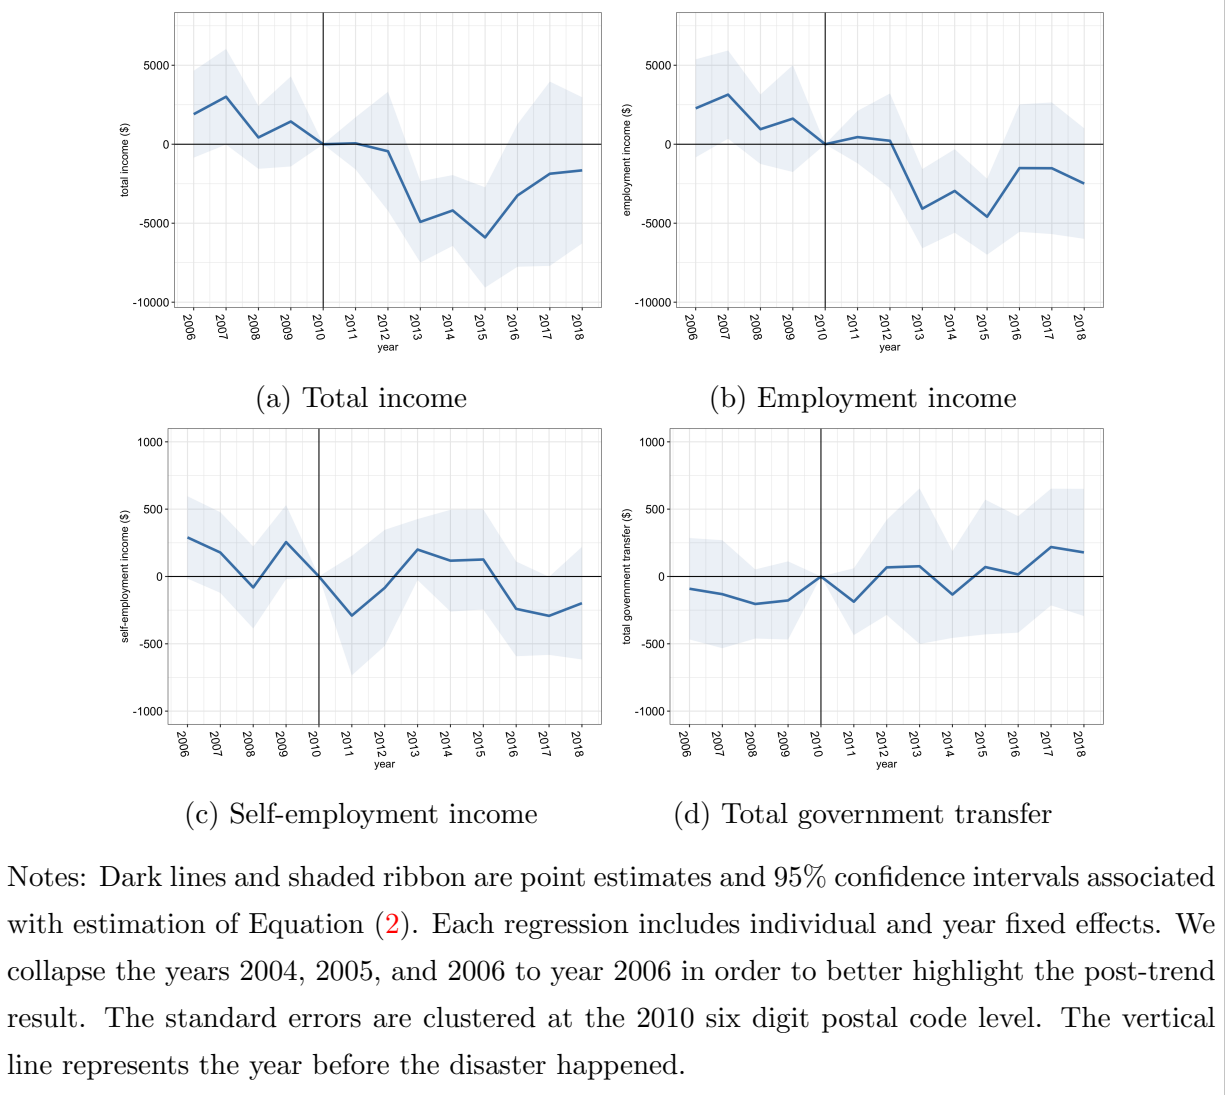 5000
0
-5000
-10000
total income ($)
2006 2007 2008 2009 2010 2011 2012 2013 2014 2015 2016 2017 2018
year
(a) Total income
5000
0
-5000
-10000
employment income ($)
2006 2007 2008 2009 2010 2011 2012 2013 2014 2015 2016 2017 2018
year
(b) Employment income
1000
500
0
-500
-1000
self-employment income ($)
2006 2007 2008 2009 2010 2011 2012 2013 2014 2015 2016 2017 2018
year
(c) Self-employment income
1000
500
0
-500
-1000
total government transfer ($)
2006 2007 2008 2009 2010 2011 2012 2013 2014 2015 2016 2017 2018
year
(d) Total government transfer
Notes: Dark lines and shaded ribbon are point estimates and 95% confidence intervals associated
with estimation of Equation (2). Each regression includes individual and year fixed effects. We
collapse the years 2004, 2005, and 2006 to year 2006 in order to better highlight the post-trend
result. The standard errors are clustered at the 2010 six digit postal code level. The vertical
line represents the year before the disaster happened.